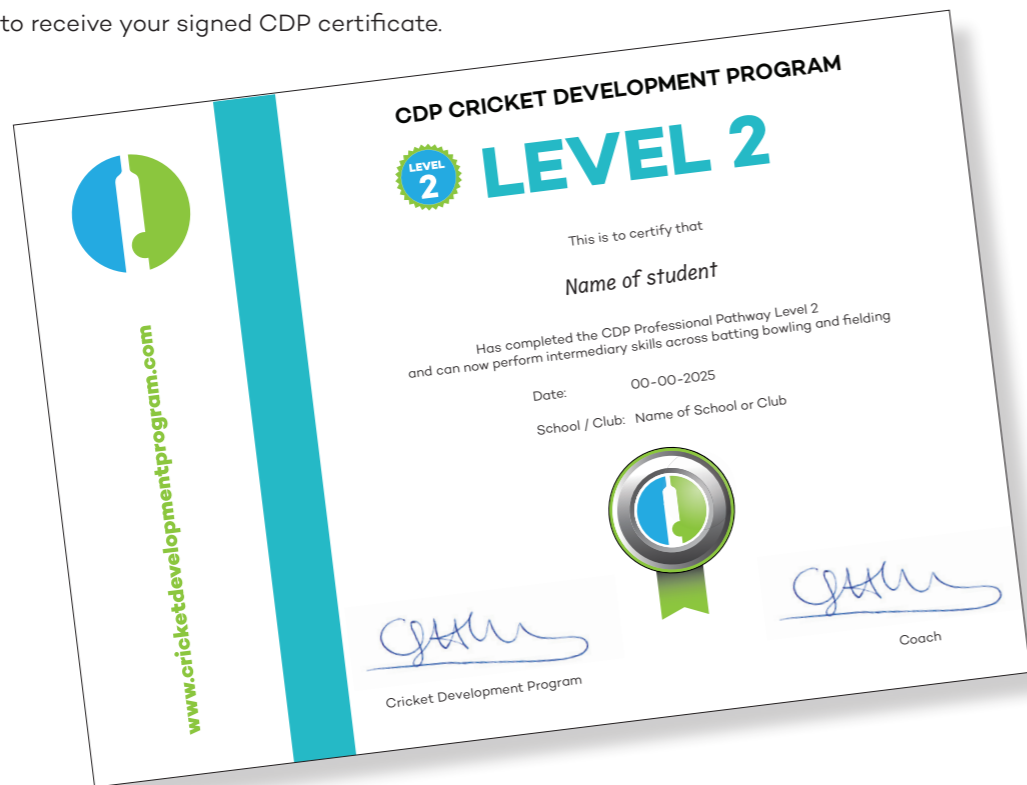 to receive your signed CDP certificate.
CDP CRICKET DEVELOPMENT PROGRAM
LEVEL
2
LEVEL 2
This is to certify that
Name of student
Has completed the CDP Professional Pathway Level 2
and can now perform intermediary skills across batting bowling and fielding
Date: 00-00-2025
School / Club: Name of School or Club
www.cricketdevelopmentprogram.com
Cricket Development Program
Coach